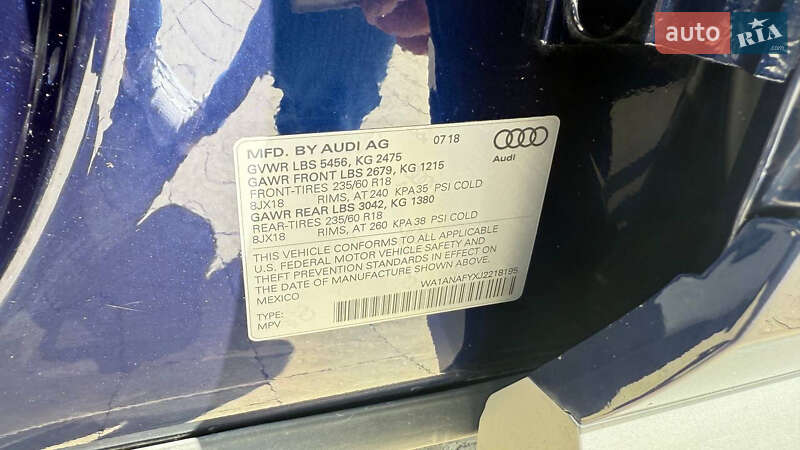 auto RIA.com
MFD. BY AUDI AG 07 18
GVWR LBS 5456, KG 2475
GAWR FRONT LBS 2679, KG 1215
FRONT-TIRES 235/60 R18
8JX18 RIMS, AT 240 KPA 35 PSI COLD
GAWR REAR LBS 3042, KG 1380
REAR-TIRES 235/60 R18
8JX18 RIMS, AT 260 KPA 38 PSI COLD
Audi
THIS VEHICLE CONFORMS TO ALL APPLICABLE
U.S. FEDERAL MOTOR VEHICLE SAFETY AND
THEFT PREVENTION STANDARDS IN EFFECT ON
THE DATE OF MANUFACTURE SHOWN ABOVE.
MEXICO
WA1ANAFYXJ2218195
TYPE:
MPV